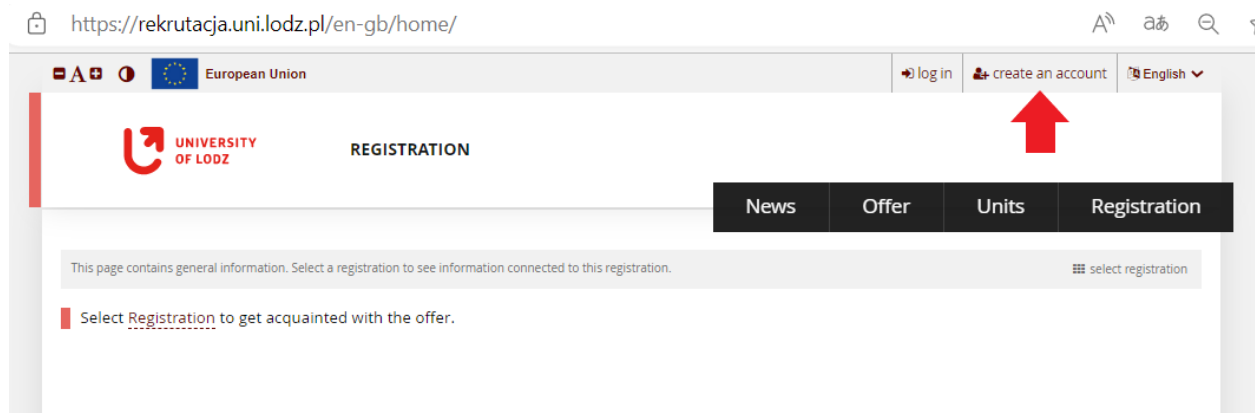 https://rekrutacja.uni.lodz.pl/en-gb/home/
A European Union log in create an account English
UNIVERSITY
OF LODZ
REGISTRATION
News Offer Units Registration
This page contains general information. Select a registration to see information connected to this registration. select registration
Select Registration to get acquainted with the offer.